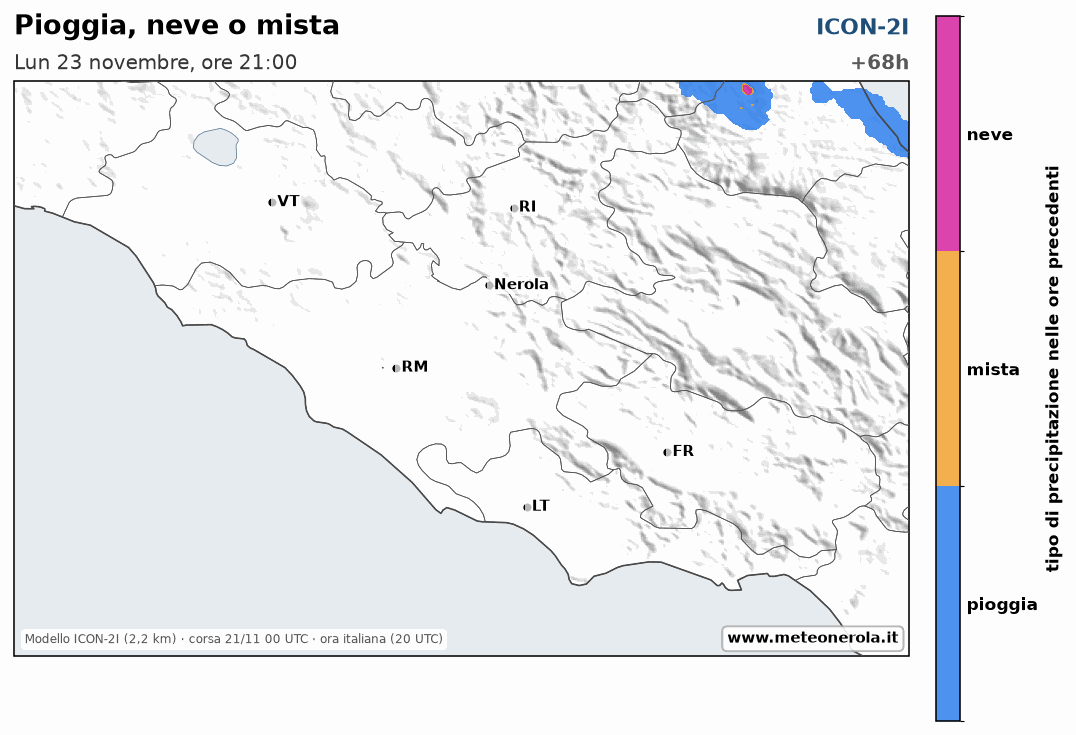 Pioggia, neve o mista
ICON-2I
Lun 23 novembre, ore 21:00
+68h
neve
VT
RI
Nerola
mista
RM
FR
LT
pioggia
tipo di precipitazione nelle ore precedenti
Modello ICON-2I (2,2 km) · corsa 21/11 00 UTC · ora italiana (20 UTC)
www.meteonerola.it